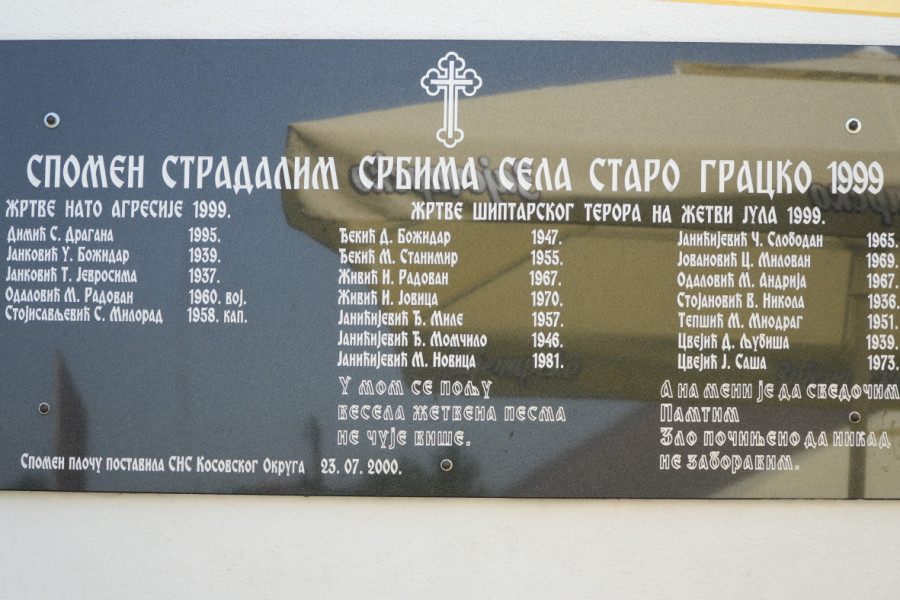 СПОМЕН СТРАДАЛИМ СРБИМА СЕЛА СТАРО ГРАЦКО 1999
ЖРТВЕ НАТО АГРЕСИЈЕ 1999.
Димић С. Драгана 1995.
Јанковић У. Божидар 1939.
Јанковић Т. Јевросима 1937.
Одаловић М. Радован 1960. вој.
Стојисављевић С. Милорад 1958. кап.
ЖРТВЕ ШИПТАРСКОГ ТЕРОРА НА ЖЕТВИ ЈУЛА 1999.
Ђекић Д. Божидар 1947.
Ђекић М. Станимир 1955.
Живић И. Радован 1967.
Живић И. Јовица 1970.
Јанићијевић Ђ. Миле 1957.
Јанићијевић Ђ. Момчило 1946.
Јанићијевић М. Новица 1981.
Јанићијевић Ч. Слободан 1965.
Јовановић Ц. Милован 1969.
Одаловић М. Андрија 1967.
Стојановић В. Никола 1936.
Тепшић М. Миодраг 1951.
Цвејић Д. Љубиша 1939.
Цвејић Ј. Саша 1973.
У МОМ СЕ ПОЉУ
ВЕСЕЛА ЖЕТВЕНА ПЕСМА
НЕ ЧУЈЕ ВИШЕ.
А НА МЕНИ ЈЕ ДА СВЕДОЧИМ
ПАМТИМ
ЗЛО ПОЧИЊЕНО ДА НИКАД
НЕ ЗАБОРАВИМ.
Спомен плочу поставила СНС Косовског Округа 23. 07. 2000.